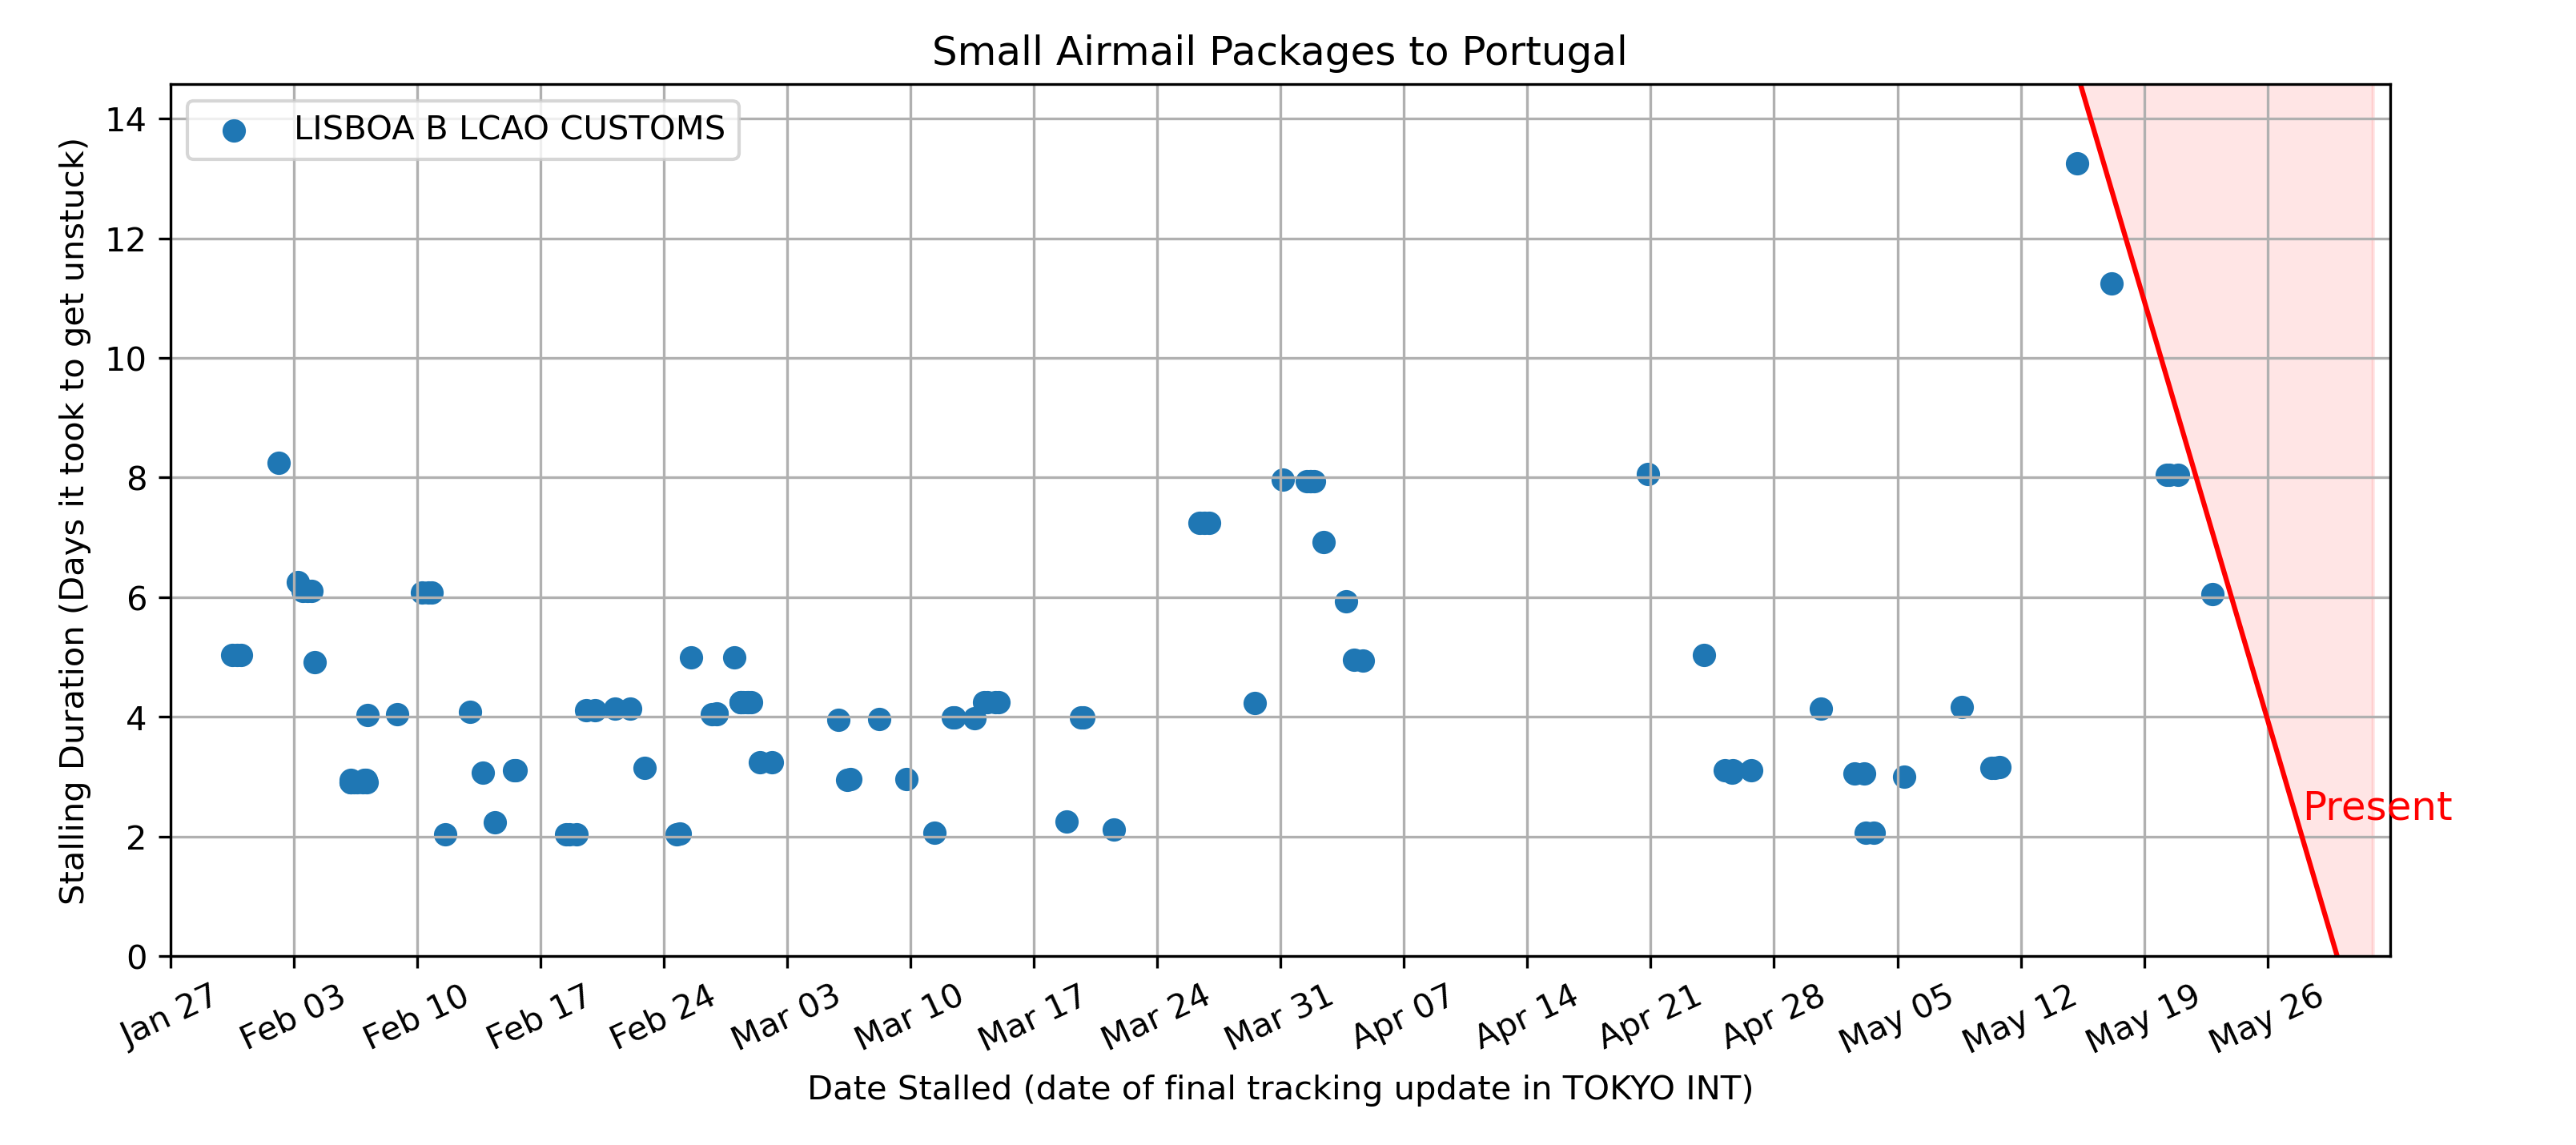 Small Airmail Packages to Portugal
LISBOA B LCAO CUSTOMS
Stalling Duration (Days it took to get unstuck)
14
12
10
8
6
4
2
0
Present
Jan 27
Feb 03
Feb 10
Feb 17
Feb 24
Mar 03
Mar 10
Mar 17
Mar 24
Mar 31
Apr 07
Apr 14
Apr 21
Apr 28
May 05
May 12
May 19
May 26
Date Stalled (date of final tracking update in TOKYO INT)